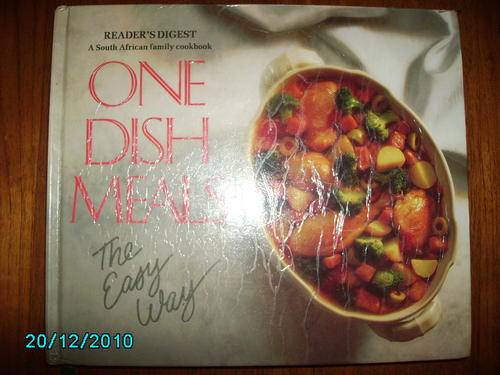 READER'S DIGEST
A South African family cookbook
ONE
DISH
MEALS
The
Easy
Way
20/12/2010